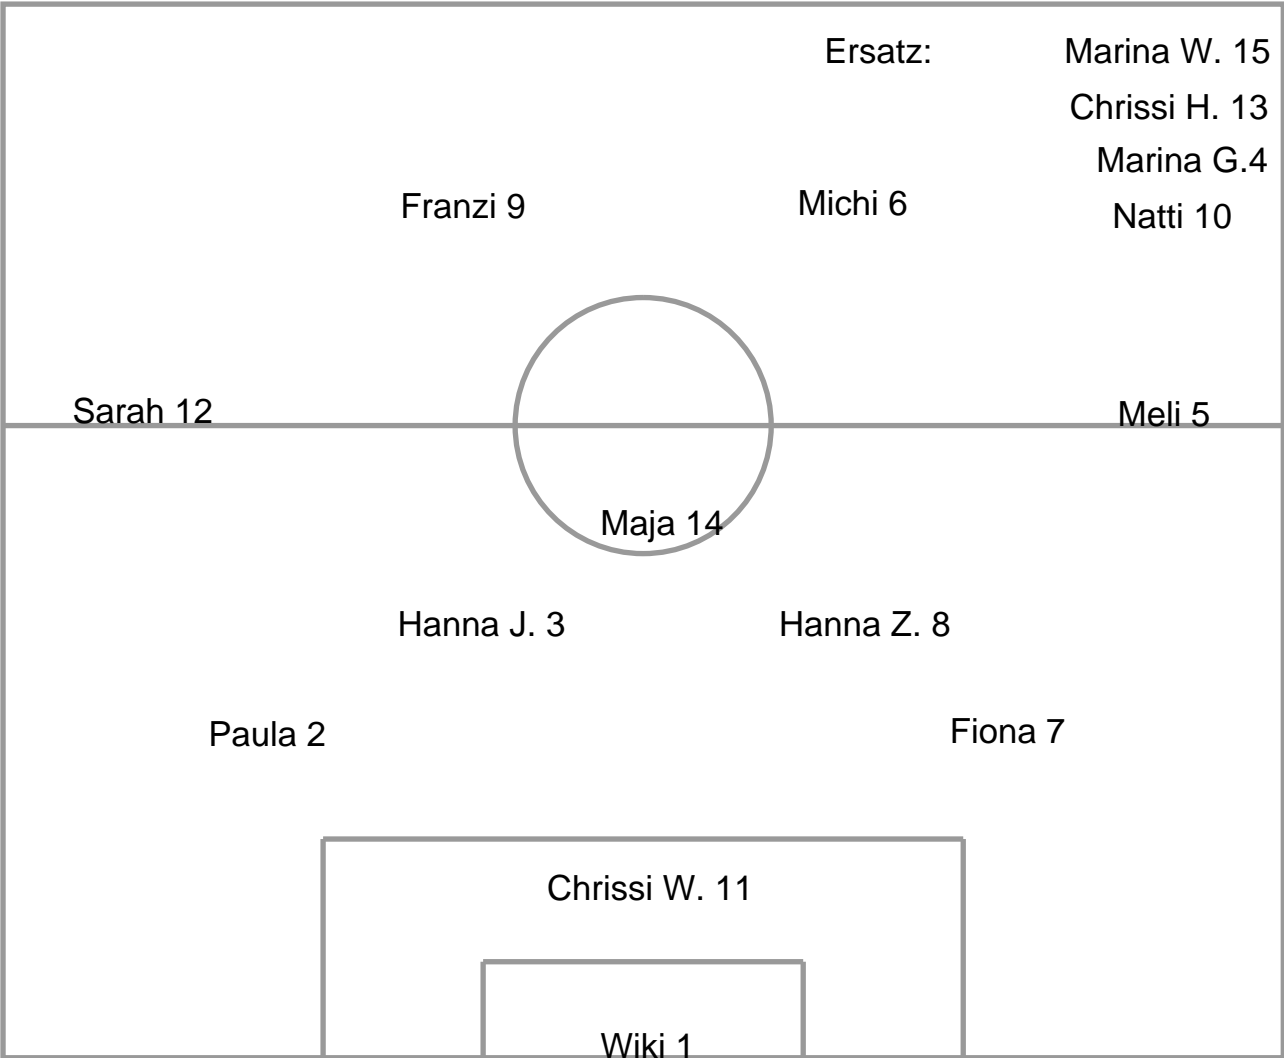 Ersatz: Marina W. 15
Chrissi H. 13
Marina G.4
Franzi 9 Michi 6 Natti 10
Sarah 12 Meli 5
Maja 14
Hanna J. 3 Hanna Z. 8
Paula 2 Fiona 7
Chrissi W. 11
Wiki 1